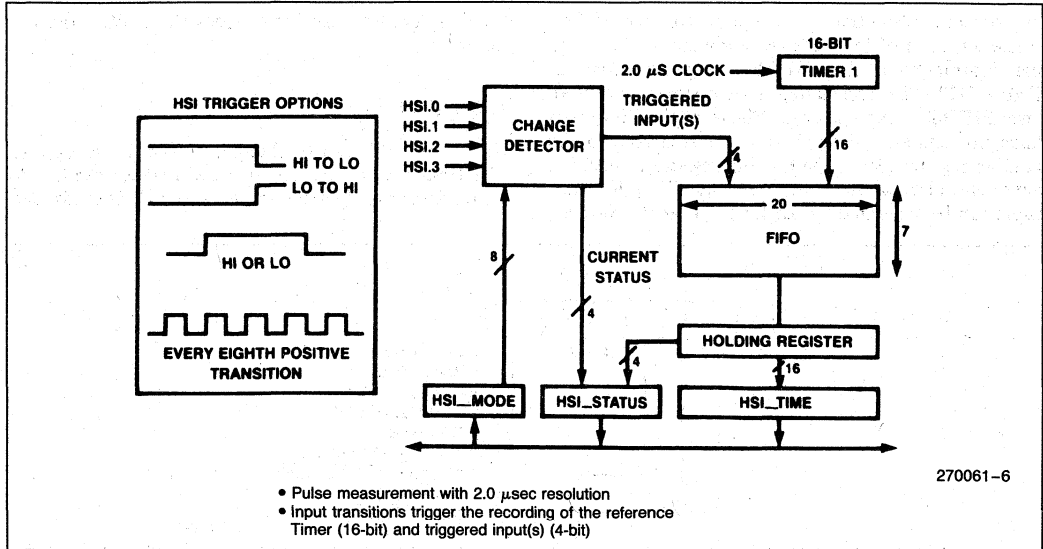 HSI TRIGGER OPTIONS
HI TO LO
LO TO HI
HI OR LO
EVERY EIGHTH POSITIVE
TRANSITION
HSI.0
HSI.1
HSI.2
HSI.3
CHANGE
DETECTOR
16-BIT
2.0 μS CLOCK
TIMER 1
TRIGGERED
INPUT(S)
4
16
20
FIFO
7
8
CURRENT
STATUS
4
HOLDING REGISTER
4
16
HSI__MODE
HSI_STATUS
HSI_TIME
270061–6
• Pulse measurement with 2.0 μsec resolution
• Input transitions trigger the recording of the reference
Timer (16-bit) and triggered input(s) (4-bit)